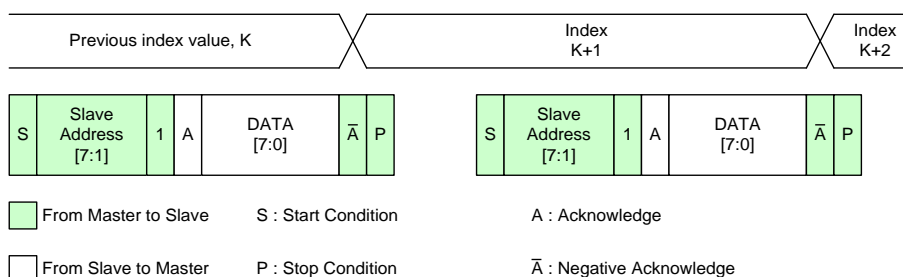 Previous index value, K
Index
K+1
Index
K+2
S
Slave
Address
[7:1]
1
A
DATA
[7:0]
A̅
P
S
Slave
Address
[7:1]
1
A
DATA
[7:0]
A̅
P
From Master to Slave
S : Start Condition
A : Acknowledge
From Slave to Master
P : Stop Condition
A̅ : Negative Acknowledge